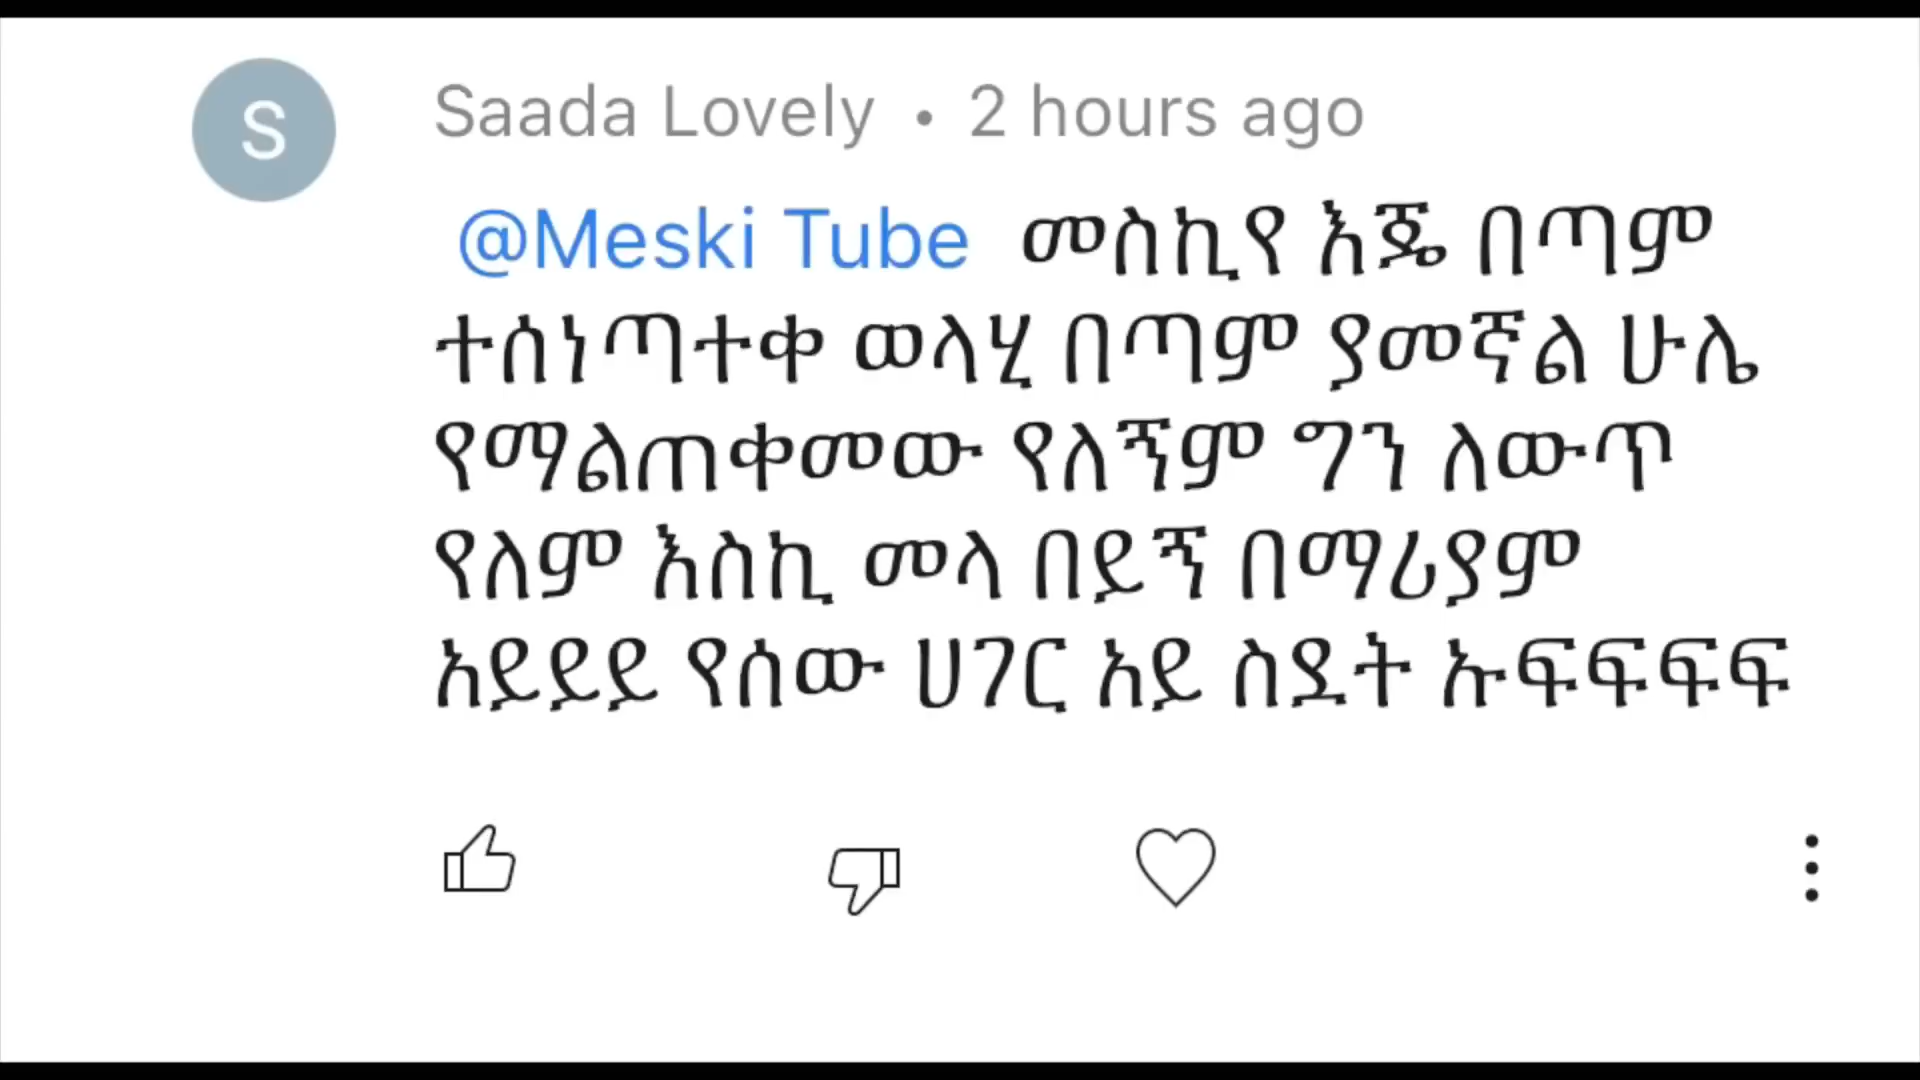 S
Saada Lovely • 2 hours ago
@Meski Tube መስኪየ እጄ በጣም
ተሰነጣተቀ ወላሂ በጣም ያመኛል ሁሌ
የማልጠቀመው የለኝም ግን ለውጥ
የለም እስኪ መላ በይኝ በማሪያም
አይይይ የሰው ሀገር አይ ስደት ኡፍፍፍፍ